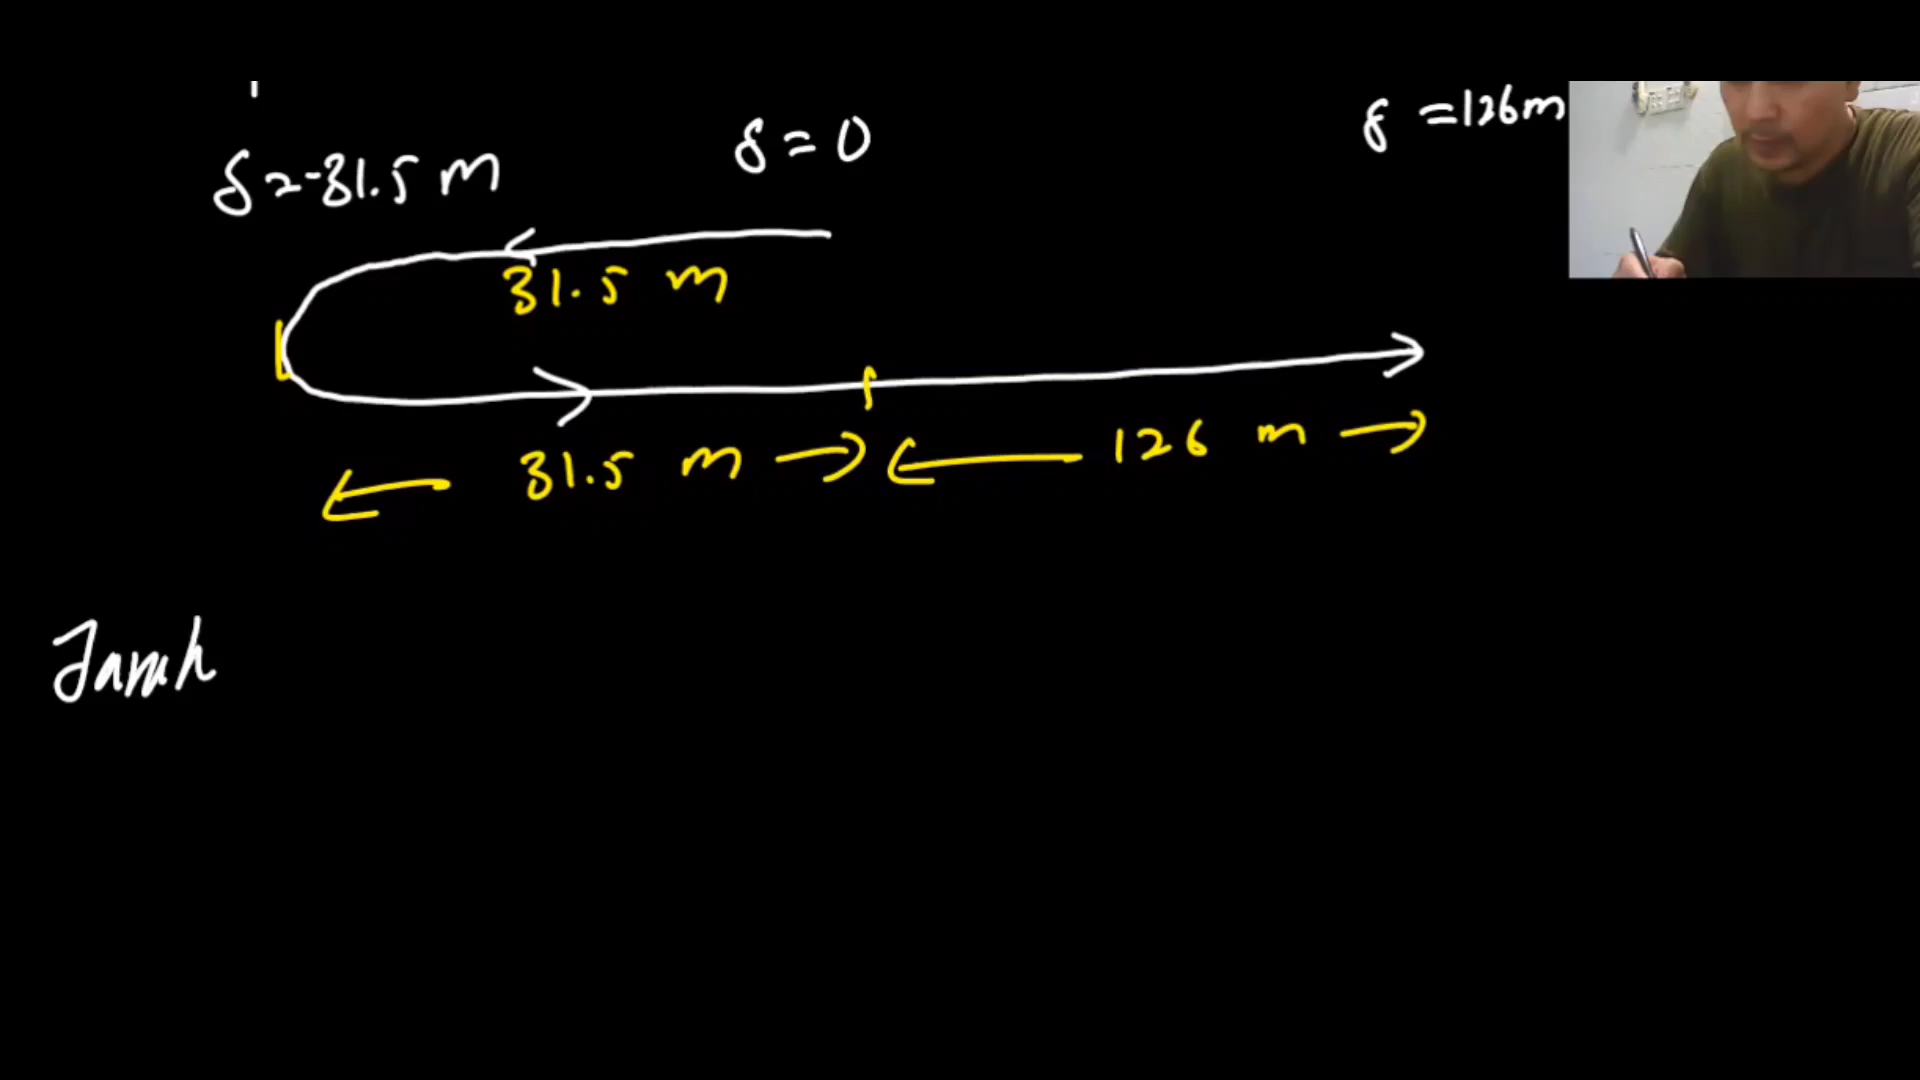 s = -31.5 m
s = 0
s = 126m
31.5 m
31.5 m
126 m
Jarak